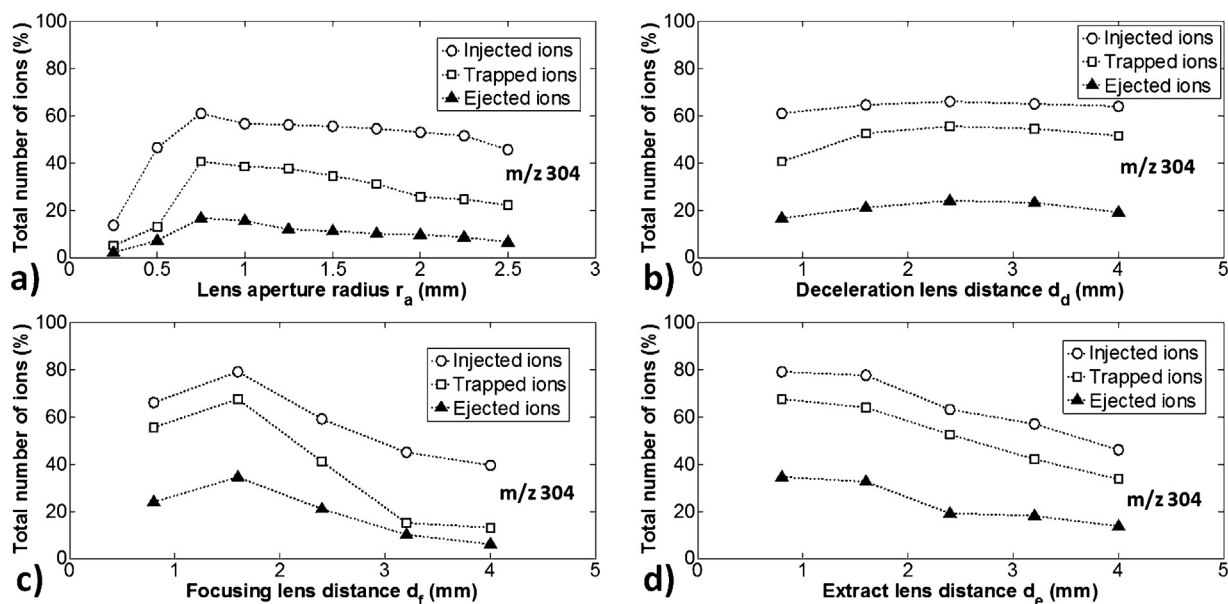 Total number of ions (%)
100
80
60
40
20
0
0
0.5
1
1.5
2
2.5
3
Injected ions
Trapped ions
Ejected ions
m/z 304
a)
Lens aperture radius ra (mm)
Total number of ions (%)
100
80
60
40
20
0
0
1
2
3
4
5
Injected ions
Trapped ions
Ejected ions
m/z 304
b)
Deceleration lens distance dd (mm)
Total number of ions (%)
100
80
60
40
20
0
0
1
2
3
4
5
Injected ions
Trapped ions
Ejected ions
m/z 304
c)
Focusing lens distance df (mm)
Total number of ions (%)
100
80
60
40
20
0
0
1
2
3
4
5
Injected ions
Trapped ions
Ejected ions
m/z 304
d)
Extract lens distance de (mm)